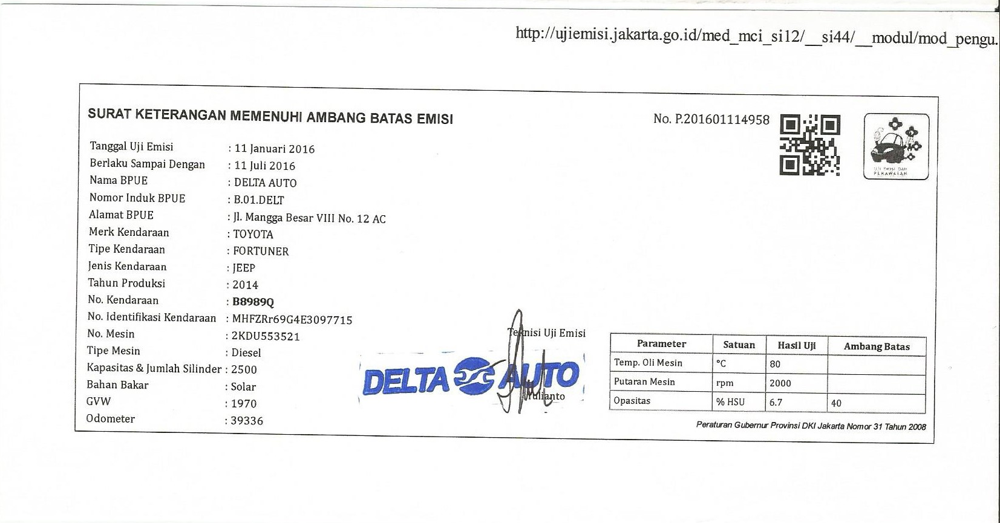 http://ujiemisi.jakarta.go.id/med_mci_si12/__si44/__modul/mod_pengu.
SURAT KETERANGAN MEMENUHI AMBANG BATAS EMISI
No. P.201601114958
Tanggal Uji Emisi : 11 Januari 2016
Berlaku Sampai Dengan : 11 Juli 2016
Nama BPUE : DELTA AUTO
Nomor Induk BPUE : B.01.DELT
Alamat BPUE : Jl. Mangga Besar VIII No. 12 AC
Merk Kendaraan : TOYOTA
Tipe Kendaraan : FORTUNER
Jenis Kendaraan : JEEP
Tahun Produksi : 2014
No. Kendaraan : B8989Q
No. Identifikasi Kendaraan : MHFZRr69G4E3097715
No. Mesin : 2KDU553521
Tipe Mesin : Diesel
Kapasitas & Jumlah Silinder : 2500
Bahan Bakar : Solar
GVW : 1970
Odometer : 39336
Teknisi Uji Emisi
DELTA AUTO
Yulianto
UJI EMISI DAN
PERAWATAN
Parameter Satuan Hasil Uji Ambang Batas
Temp. Oli Mesin °C 80
Putaran Mesin rpm 2000
Opasitas % HSU 6.7 40
Peraturan Gubernur Provinsi DKI Jakarta Nomor 31 Tahun 2008